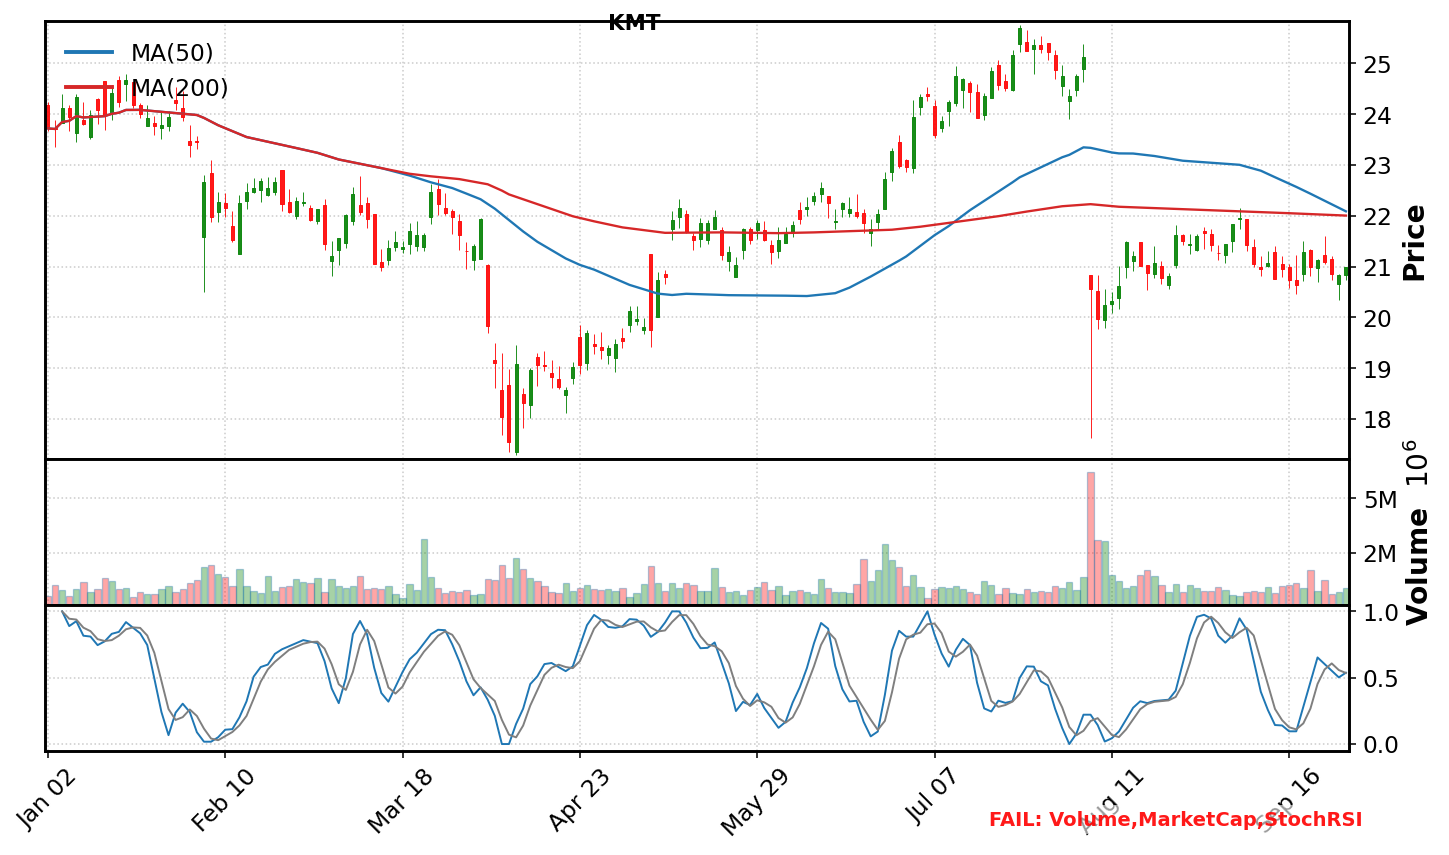 KMT
MA(50)
MA(200)
25
24
23
22
21
20
19
18
Price
5M
2M
Volume 10^6
1.0
0.5
0.0
Jan 02
Feb 10
Mar 18
Apr 23
May 29
Jul 07
Aug 11
Sep 16
FAIL: Volume,MarketCap,StochRSI